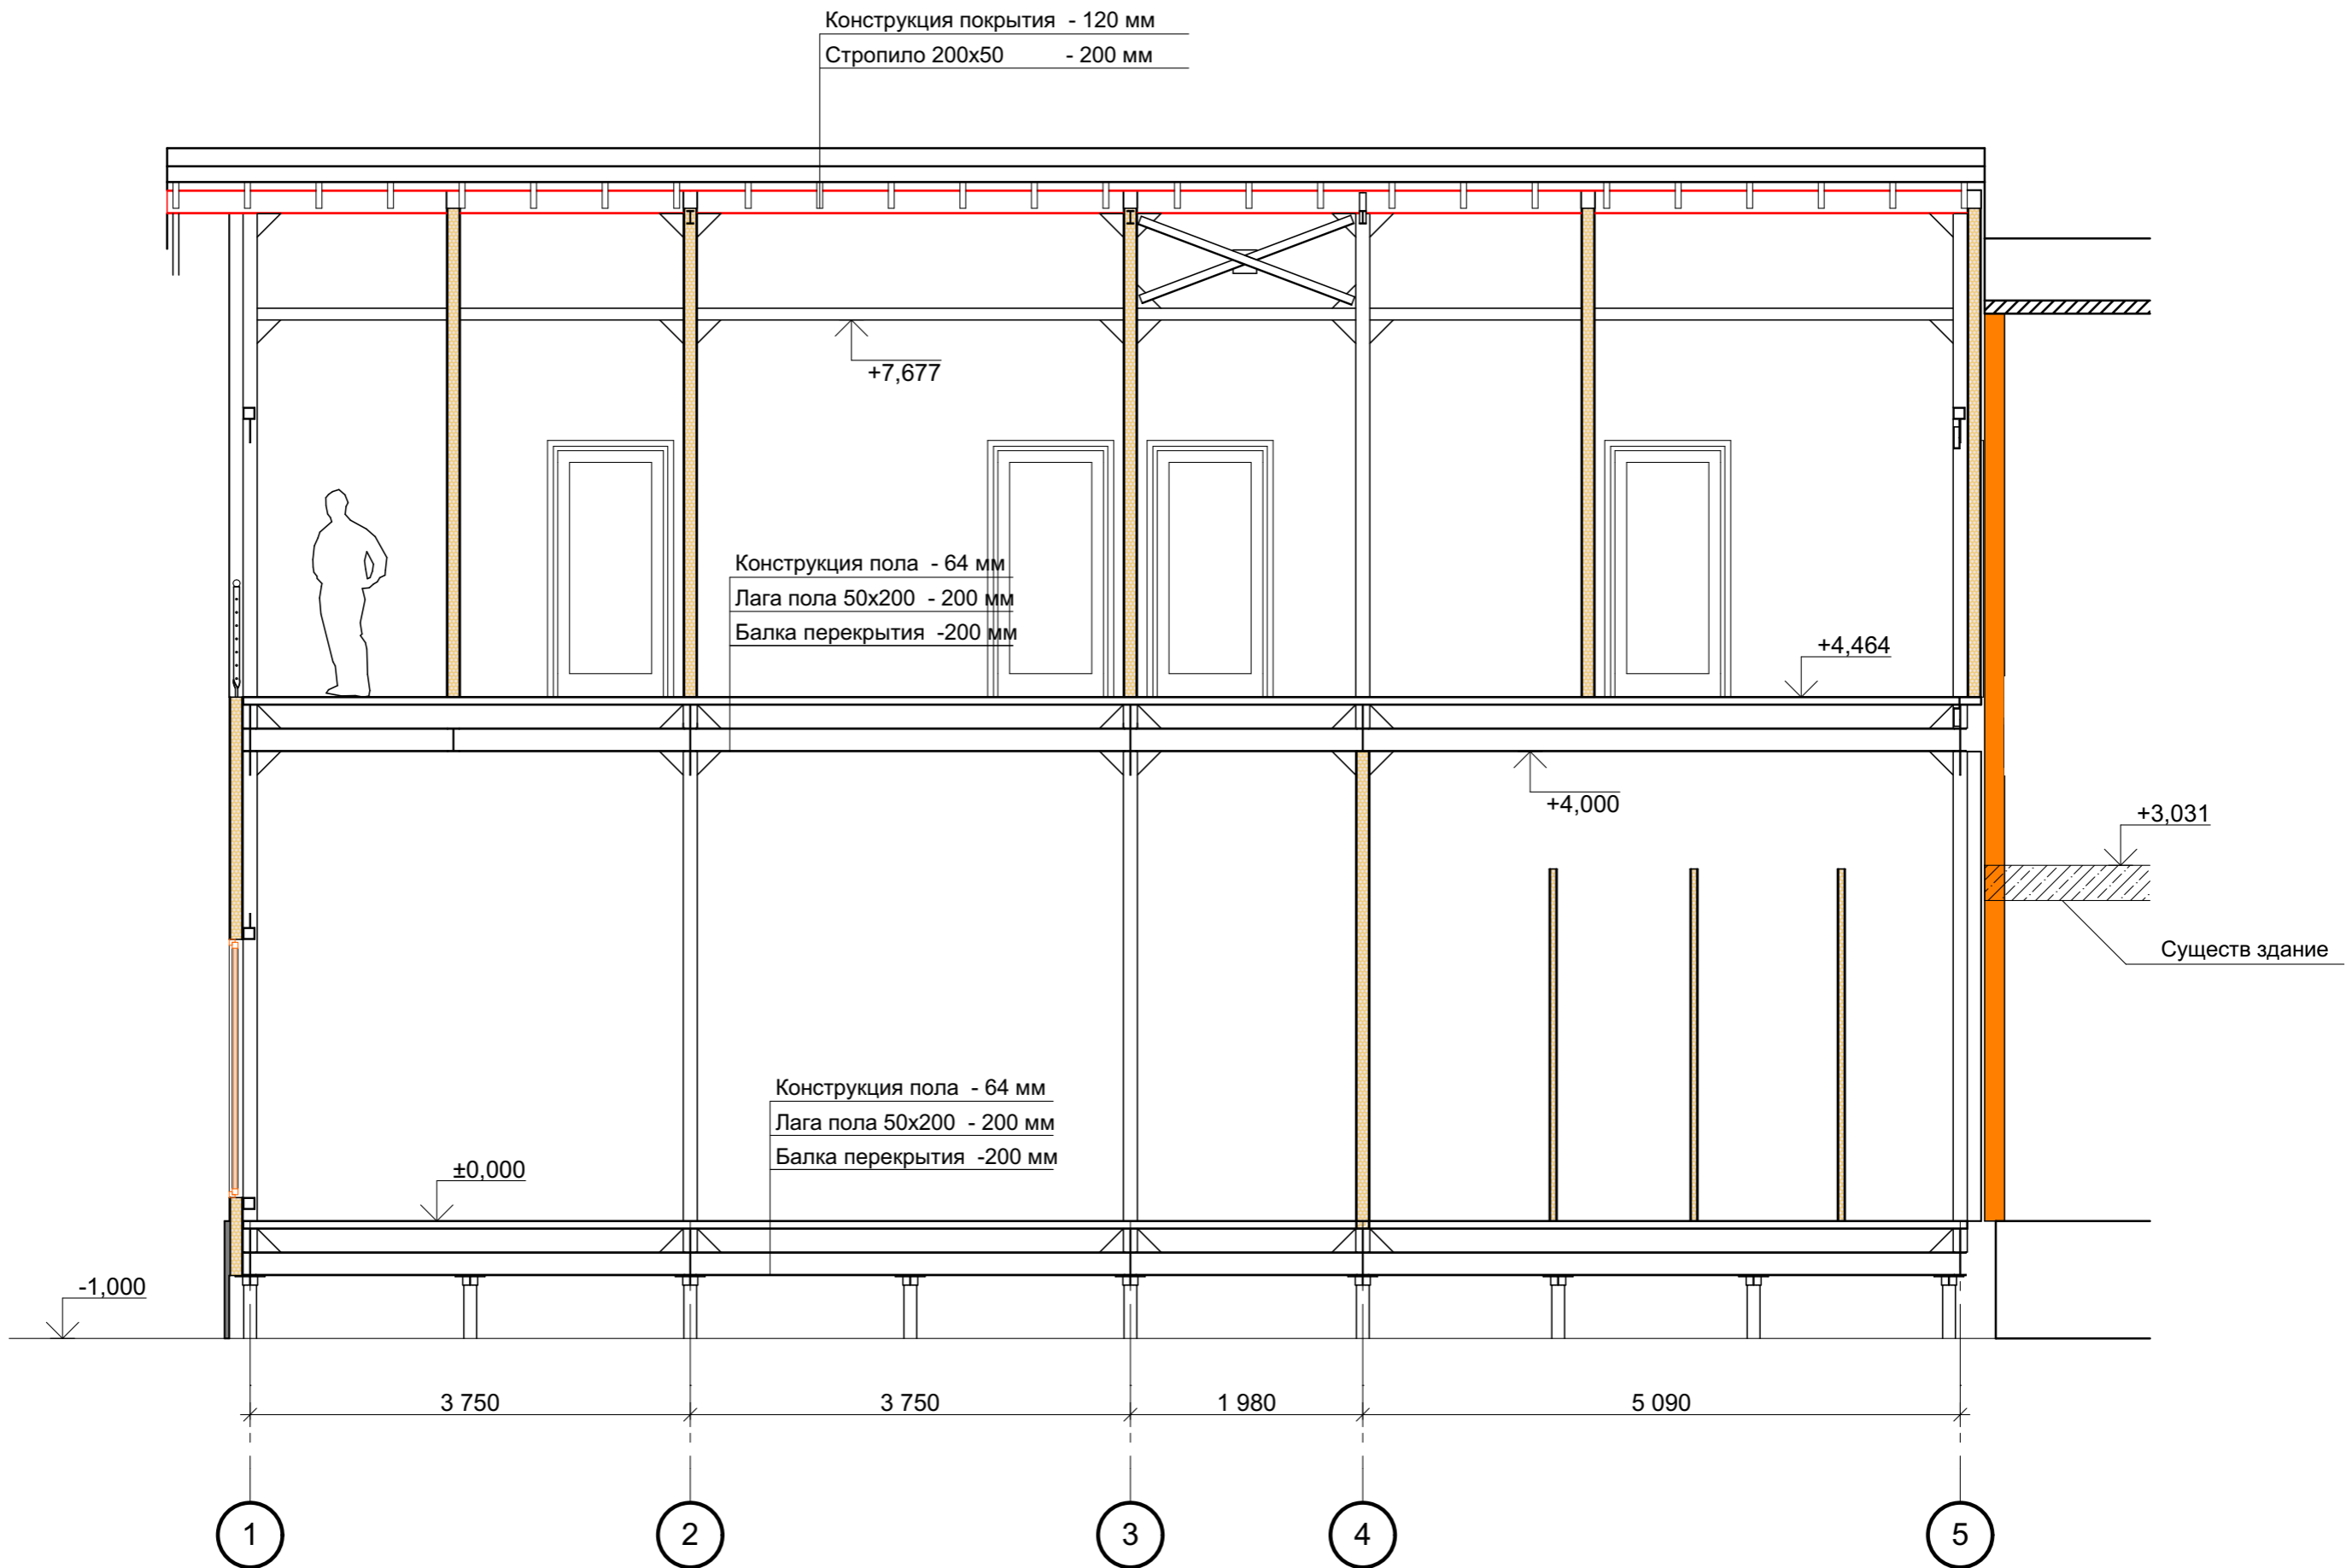 Конструкция покрытия - 120 мм
Стропило 200х50 - 200 мм
+7,677
Конструкция пола - 64 мм
Лага пола 50х200 - 200 мм
Балка перекрытия -200 мм
+4,464
+4,000
+3,031
Существ здание
Конструкция пола - 64 мм
Лага пола 50х200 - 200 мм
Балка перекрытия -200 мм
±0,000
-1,000
3 750
3 750
1 980
5 090
1
2
3
4
5